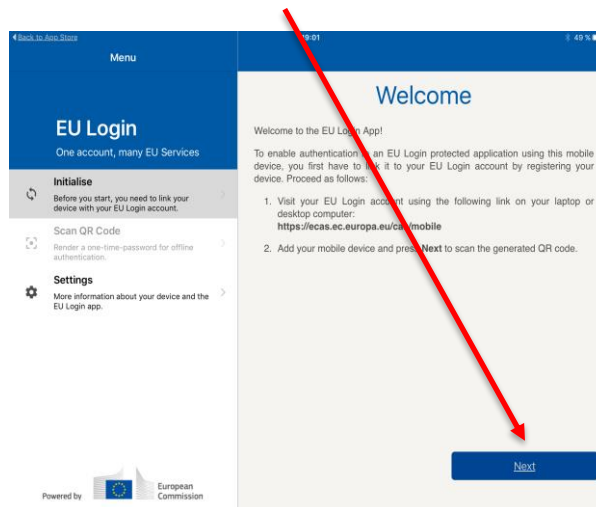 Back to App Store
19:01
49 %
Menu
EU Login
One account, many EU Services
Initialise
Before you start, you need to link your
device with your EU Login account.
Scan QR Code
Render a one-time-password for offline
authentication.
Settings
More information about your device and the
EU Login app.
Powered by
European
Commission
Welcome
Welcome to the EU Login App!
To enable authentication to an EU Login protected application using this mobile
device, you first have to link it to your EU Login account by registering your
device. Proceed as follows:
1. Visit your EU Login account using the following link on your laptop or
desktop computer:
https://ecas.ec.europa.eu/cas/mobile
2. Add your mobile device and press Next to scan the generated QR code.
Next